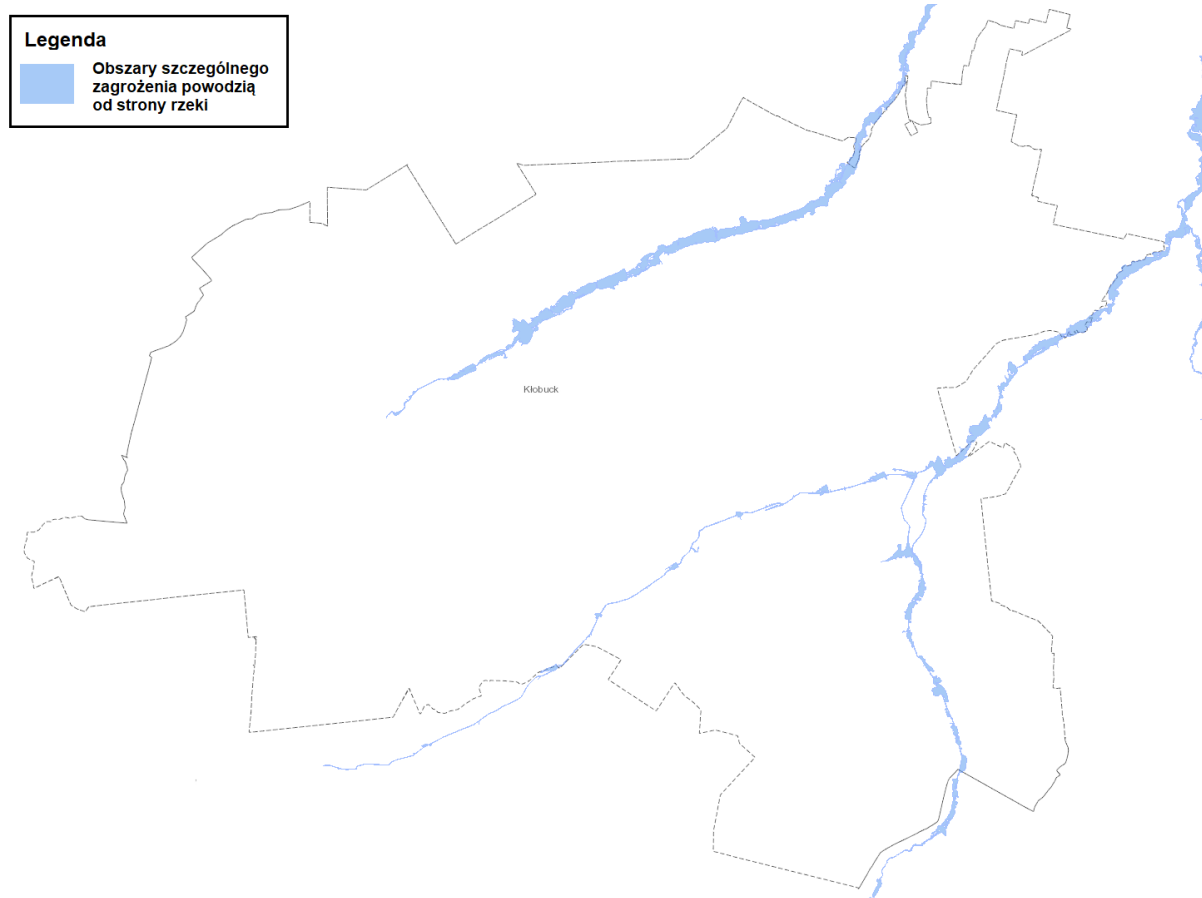 Legenda
Obszary szczególnego
zagrożenia powodzią
od strony rzeki
Kłobuck